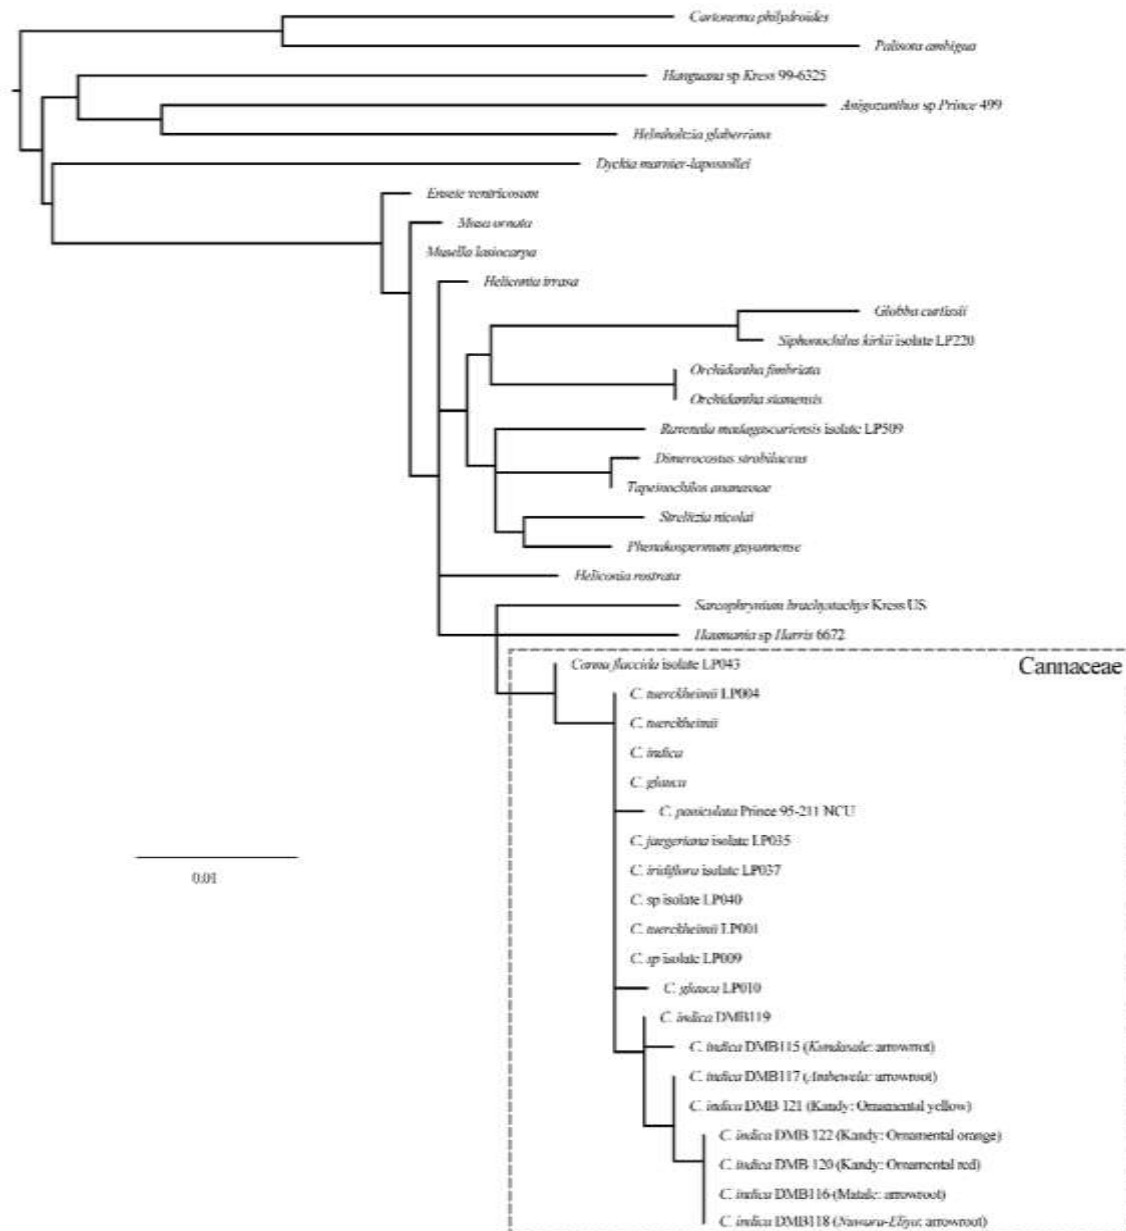 Cartonema philydroides
Palisota ambigua
Hanguana sp Kress 99-6325
Anigozanthos sp Prince 499
Helmholtzia glaberrima
Dyckia marnier-lapostollei
Ensete ventricosum
Musa ornata
Musella lasiocarpa
Heliconia irrasa
Globba curtissii
Siphonochilus kirkii isolate LP220
Orchidantha fimbriata
Orchidantha siamensis
Ravenala madagascariensis isolate LP509
Dimerocostus strobilaceus
Tapeinochilos ananassae
Strelitzia nicolai
Phenakospermum guyannense
Heliconia rostrata
Sarcophrynium brachystachys Kress US
sp Harris 6672
Canna flaccida isolate LP043
Cannaceae
C. tuerckheimii LP004
C. tuerckheimii
C. indica
C. glauca
C. paniculata Prince 95-211 NCU
C. jaegeriana isolate LP035
C. iridiflora isolate LP037
C. sp isolate LP040
C. tuerckheimii LP001
C. sp isolate LP009
C. glauca LP010
C. indica DMB119
C. indica DMB115 (Kundasale: arrowroot)
C. indica DMB117 (Ambewela: arrowroot)
C. indica DMB 121 (Kandy: Ornamental yellow)
C. indica DMB 122 (Kandy: Ornamental orange)
C. indica DMB 120 (Kandy: Ornamental red)
C. indica DMB116 (Matale: arrowroot)
C. indica DMB118 (Nuwara-Eliya: arrowroot)
0.01